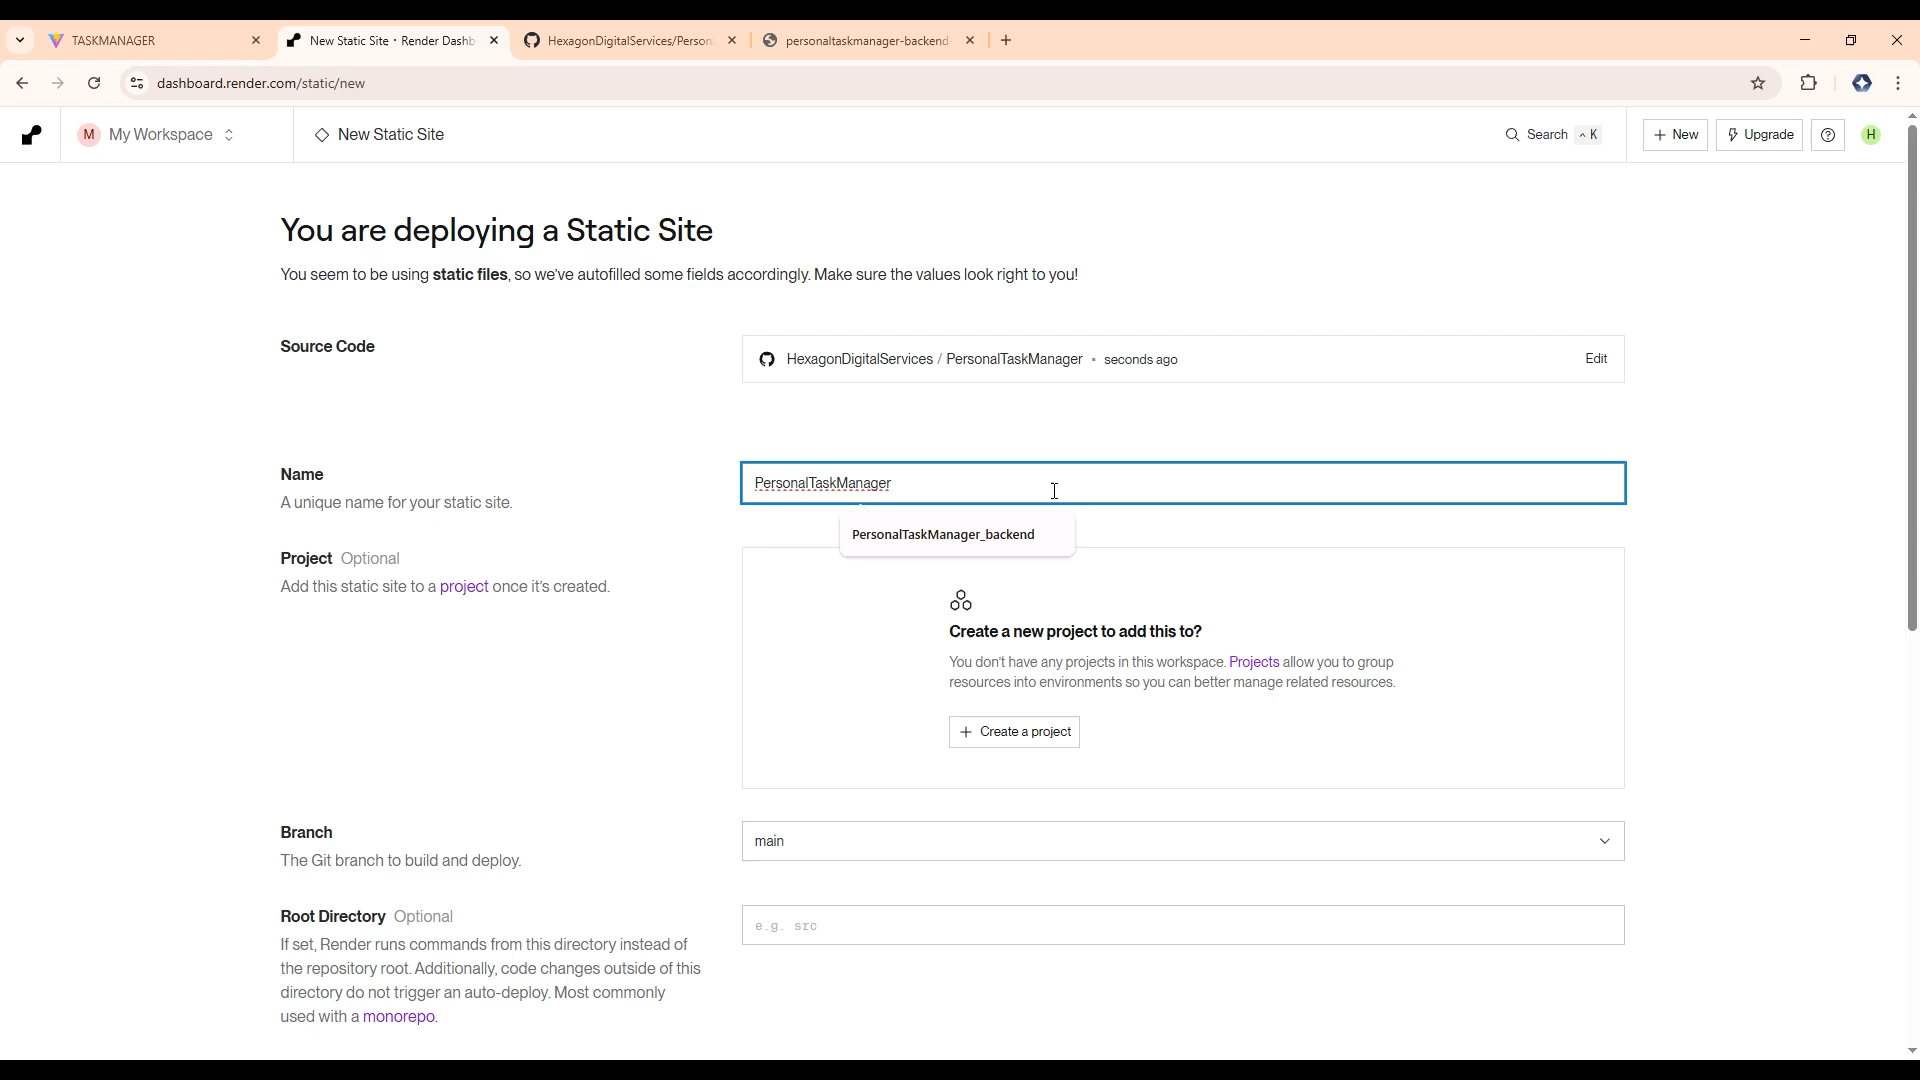 TASKMANAGER
New Static Site · Render Dashb
HexagonDigitalServices/Person
personaltaskmanager-backend
dashboard.render.com/static/new
M My Workspace
New Static Site
Search ^ K
+ New
Upgrade
H
You are deploying a Static Site
You seem to be using static files, so we've autofilled some fields accordingly. Make sure the values look right to you!
Source Code
HexagonDigitalServices / PersonalTaskManager • seconds ago
Edit
Name
A unique name for your static site.
PersonalTaskManager
PersonalTaskManager_backend
Project Optional
Add this static site to a project once it's created.
Create a new project to add this to?
You don't have any projects in this workspace. Projects allow you to group
resources into environments so you can better manage related resources.
+ Create a project
Branch
The Git branch to build and deploy.
main
Root Directory Optional
If set, Render runs commands from this directory instead of
the repository root. Additionally, code changes outside of this
directory do not trigger an auto-deploy. Most commonly
used with a monorepo.
e.g. src